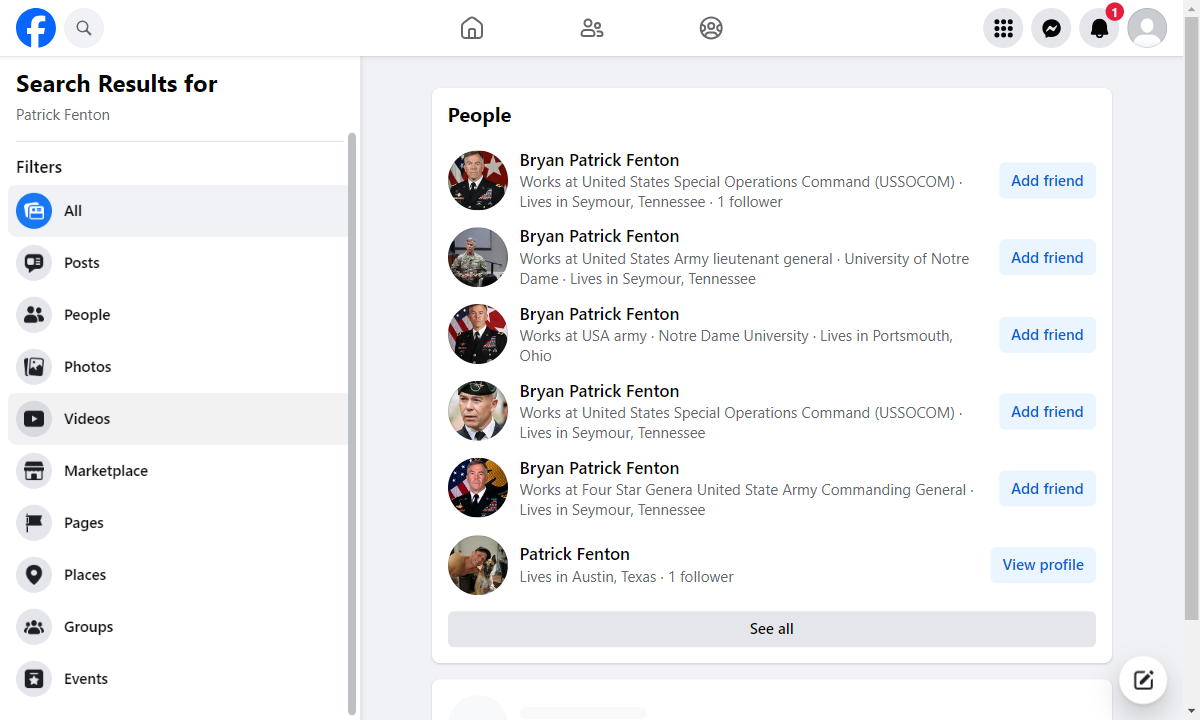 1
Search Results for
Patrick Fenton
Filters
All
Posts
People
Photos
Videos
Marketplace
Pages
Places
Groups
Events
People
Bryan Patrick Fenton
Works at United States Special Operations Command (USSOCOM) ·
Lives in Seymour, Tennessee · 1 follower
Add friend
Bryan Patrick Fenton
Works at United States Army lieutenant general · University of Notre
Dame · Lives in Seymour, Tennessee
Add friend
Bryan Patrick Fenton
Works at USA army · Notre Dame University · Lives in Portsmouth,
Ohio
Add friend
Bryan Patrick Fenton
Works at United States Special Operations Command (USSOCOM) ·
Lives in Seymour, Tennessee
Add friend
Bryan Patrick Fenton
Works at Four Star Genera United State Army Commanding General ·
Lives in Seymour, Tennessee
Add friend
Patrick Fenton
Lives in Austin, Texas · 1 follower
View profile
See all